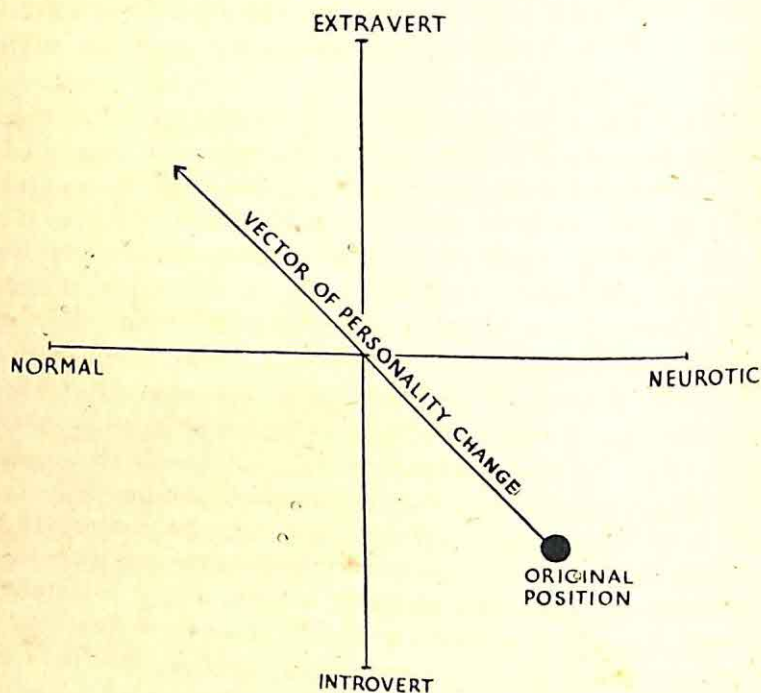 EXTRAVERT
VECTOR OF PERSONALITY CHANGE
NORMAL
NEUROTIC
ORIGINAL
POSITION
INTROVERT